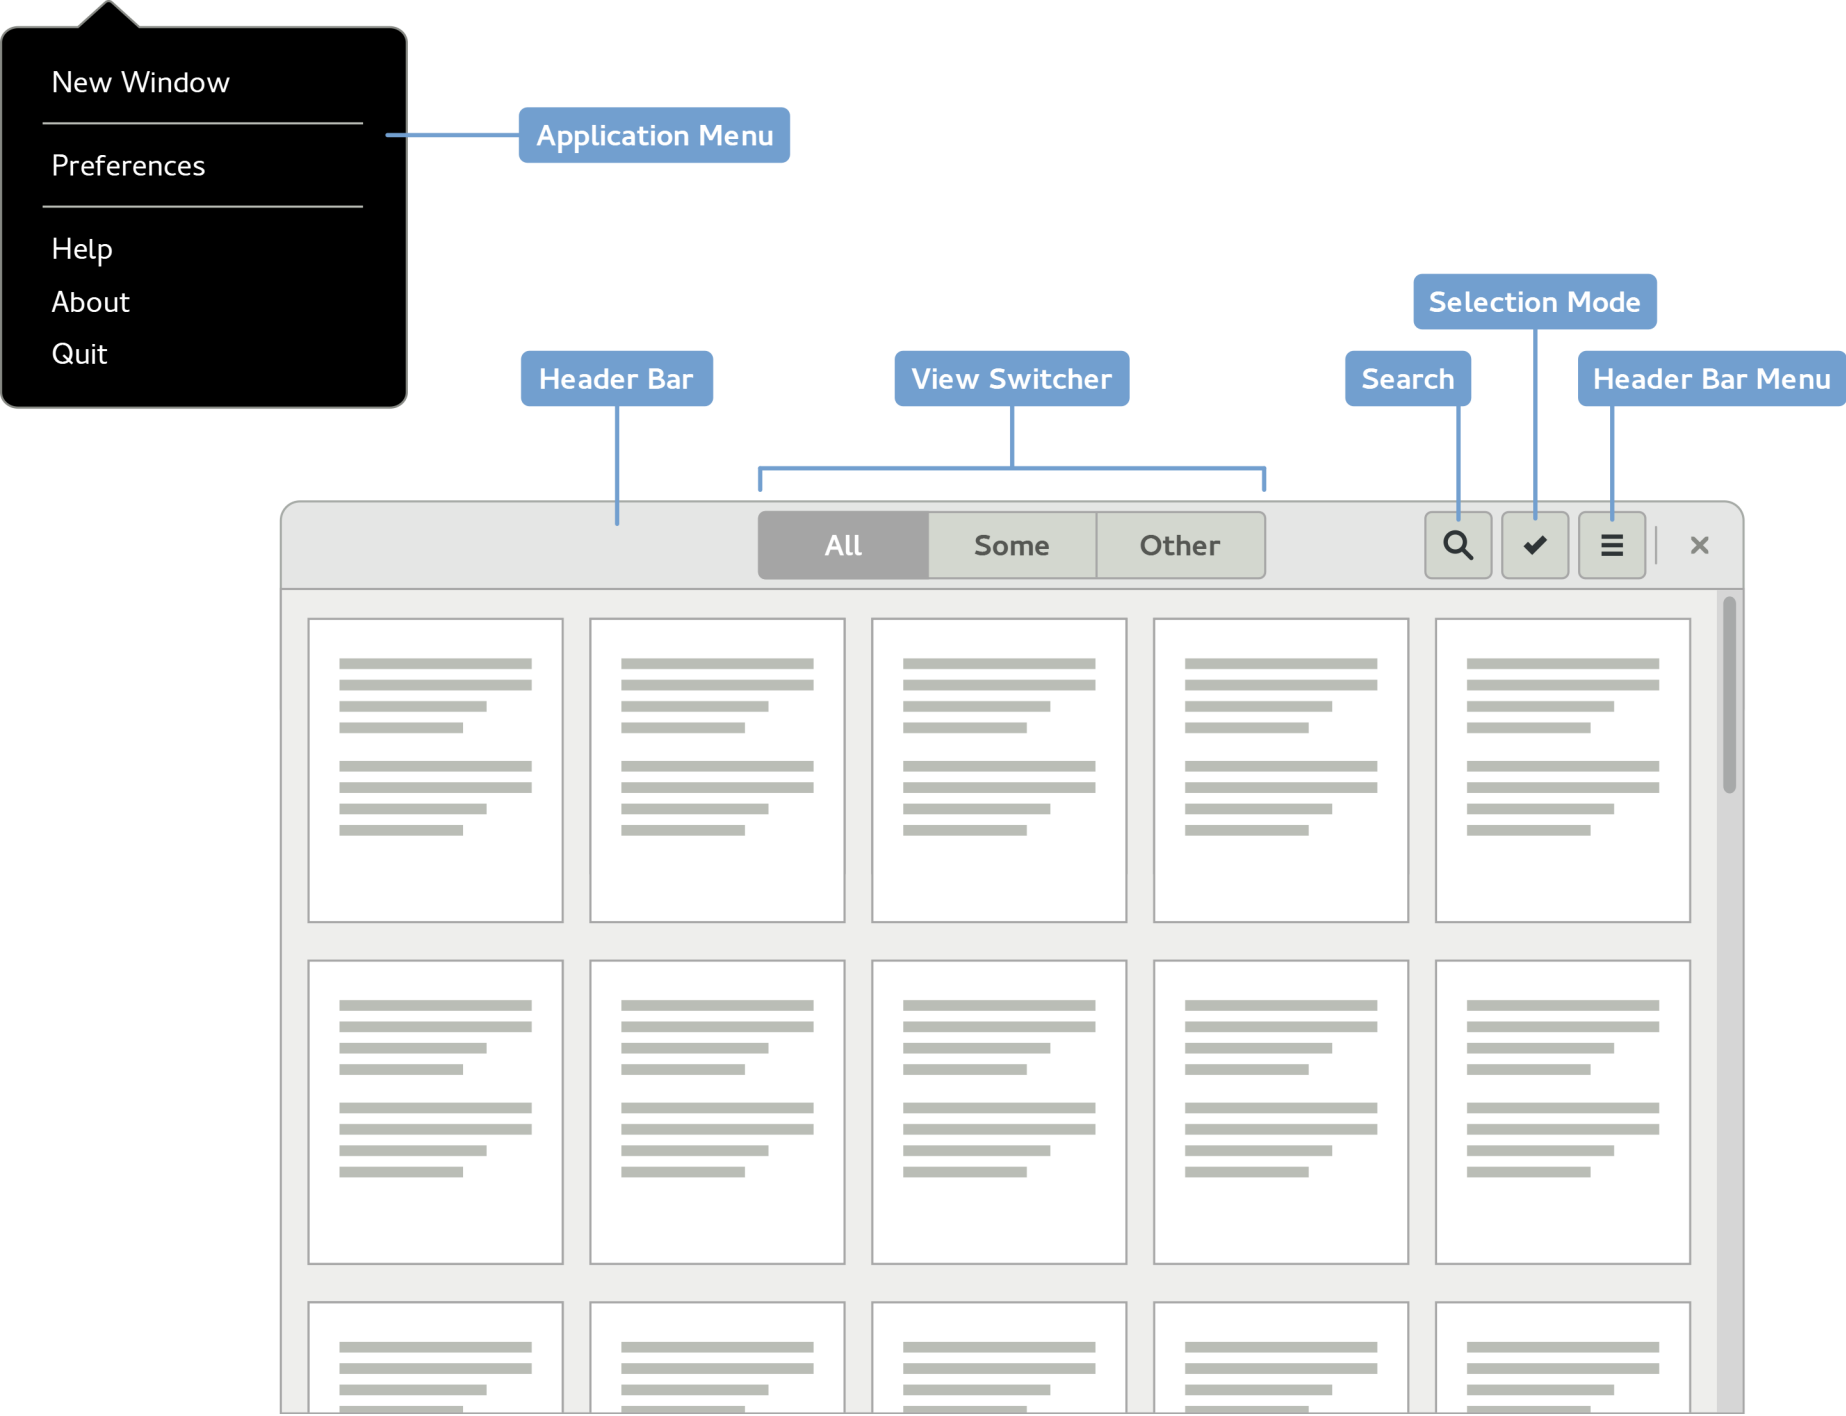 New Window
Preferences
Help
About
Quit
Application Menu
Selection Mode
Header Bar
View Switcher
Search
Header Bar Menu
All
Some
Other